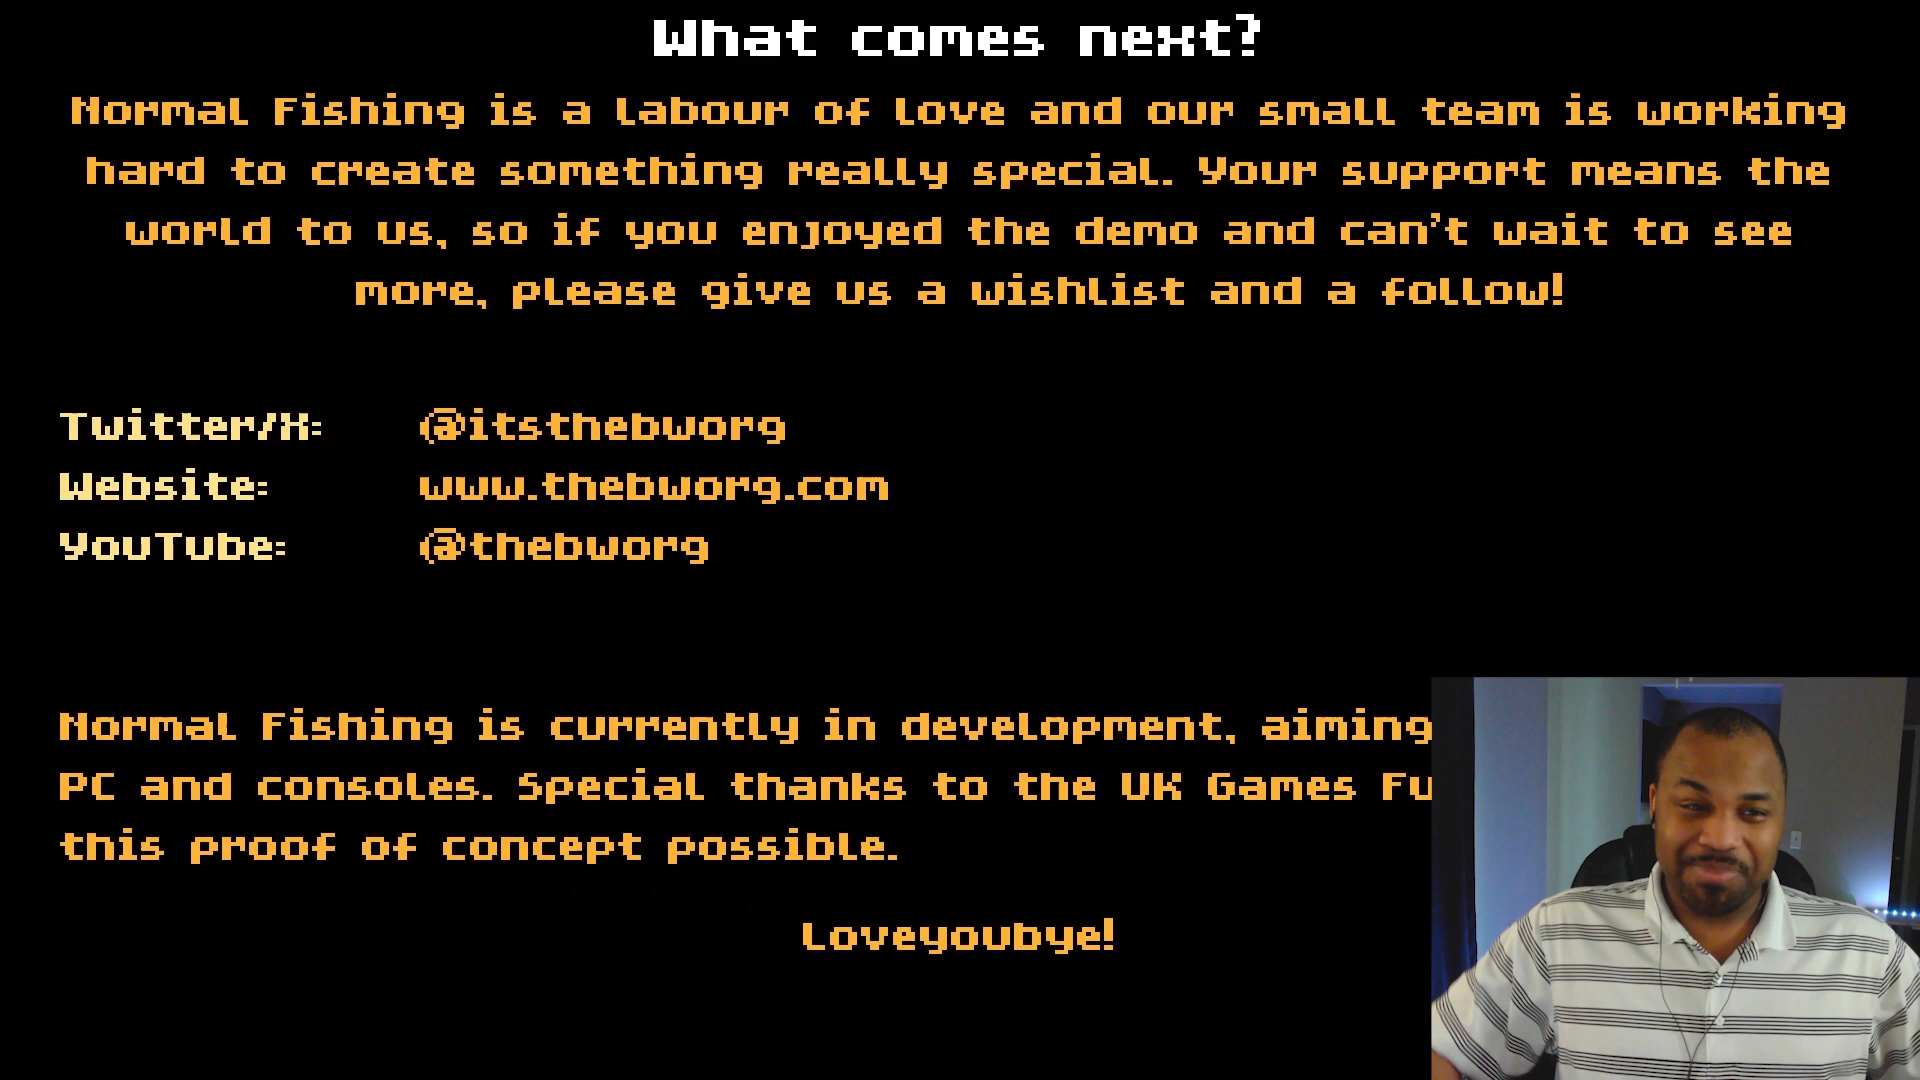 What comes next?
Normal Fishing is a labour of love and our small team is working
hard to create something really special. Your support means the
world to us, so if you enjoyed the demo and can't wait to see
more, please give us a wishlist and a follow!
Twitter/X: @itsthebworg
Website: www.thebworg.com
YouTube: @thebworg
Normal Fishing is currently in development, aiming
PC and consoles. Special thanks to the UK Games Fu
this proof of concept possible.
Loveyoubye!